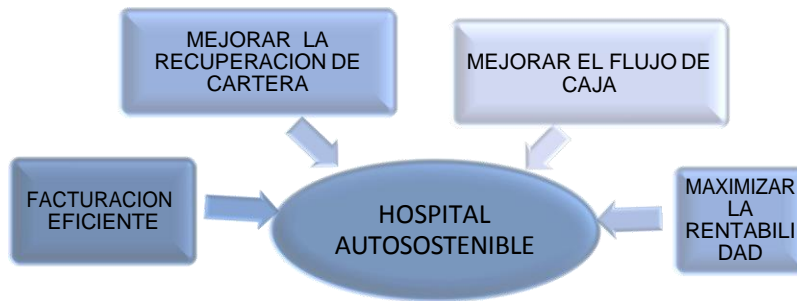 MEJORAR LA
RECUPERACION DE
CARTERA
MEJORAR EL FLUJO DE
CAJA
FACTURACION
EFICIENTE
HOSPITAL
AUTOSOSTENIBLE
MAXIMIZAR
LA
RENTABILI
DAD